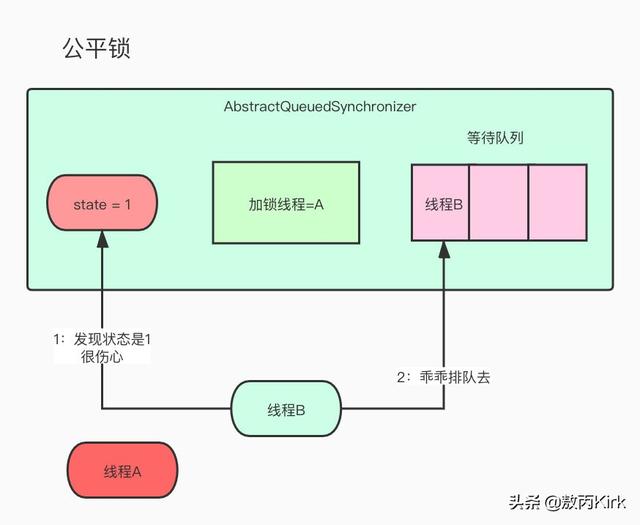 公平锁
AbstractQueuedSynchronizer
等待队列
state = 1
加锁线程=A
线程B
1：发现状态是1
很伤心
2：乖乖排队去
线程B
线程A
头条 @敖丙Kirk